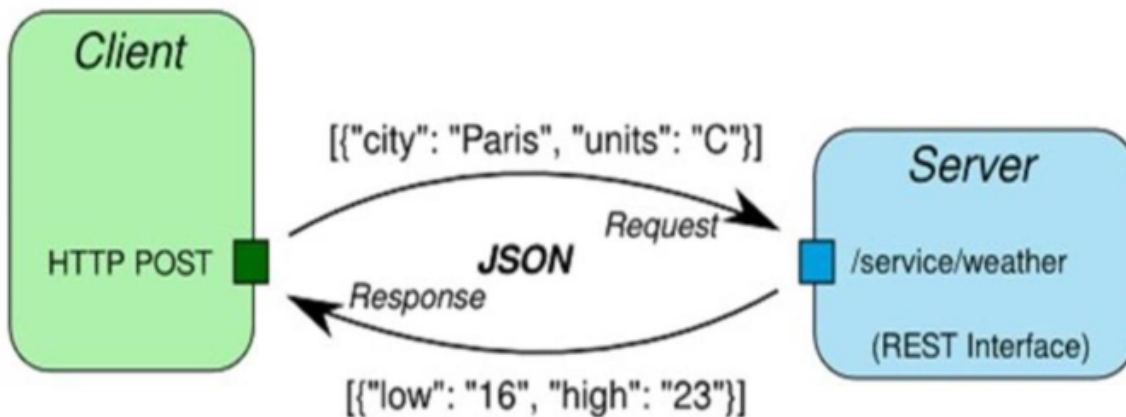 Client
[{"city": "Paris", "units": "C"}]
Server
Request
HTTP POST
JSON
/service/weather
Response
(REST Interface)
[{"low": "16", "high": "23"}]